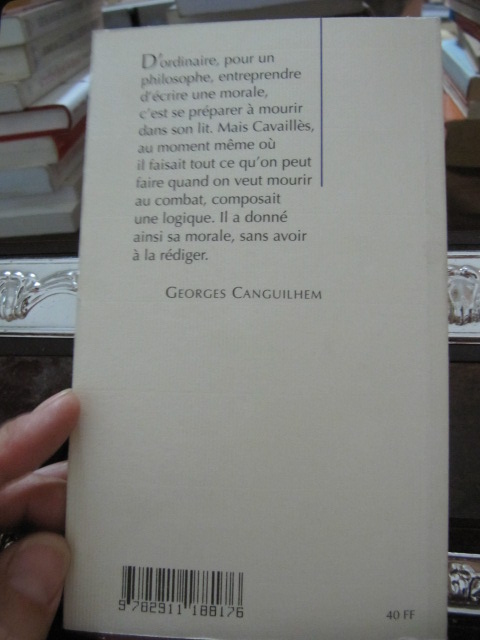 D'ordinaire, pour un
philosophe, entreprendre
d'écrire une morale,
c'est se préparer à mourir
dans son lit. Mais Cavaillès,
au moment même où
il faisait tout ce qu'on peut
faire quand on veut mourir
au combat, composait
une logique. Il a donné
ainsi sa morale, sans avoir
à la rédiger.
GEORGES CANGUILHEM
9 782911 188176
40 FF